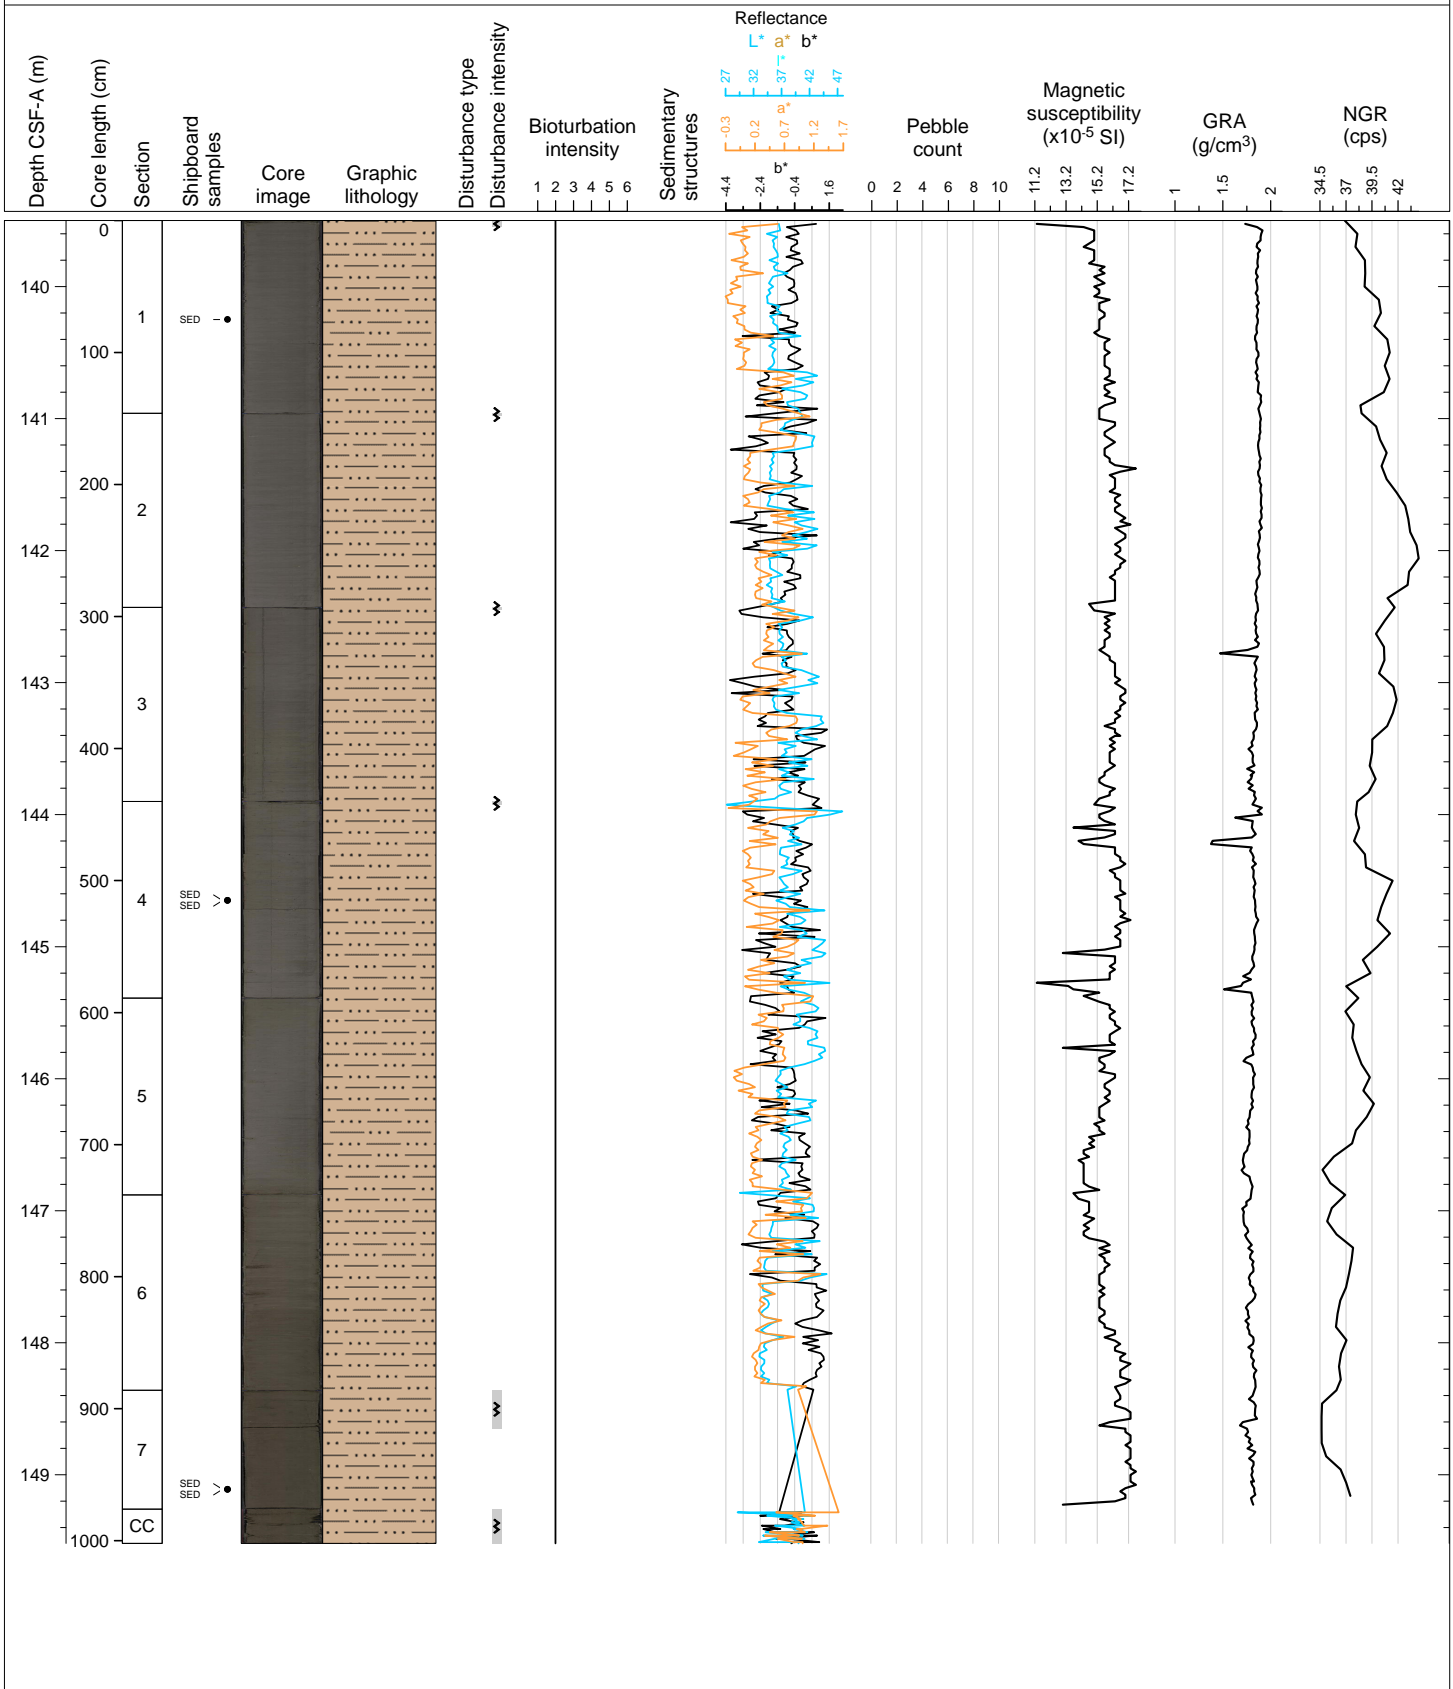 Depth CSF-A (m)
Core length (cm)
Section
Shipboard
samples
Core
image
Graphic
lithology
Disturbance type
Disturbance intensity
Bioturbation
intensity
1 2 3 4 5 6
Sedimentary
structures
Reflectance
L* a* b*
L*
27 32 37 42 47
a*
-0.3 0.2 0.7 1.2 1.7
b*
-4.4 -2.4 -0.4 1.6
Pebble
count
0 2 4 6 8 10
Magnetic
susceptibility
(x10-5 SI)
11.2 13.2 15.2 17.2
GRA
(g/cm3)
1 1.5 2
NGR
(cps)
34.5 37 39.5 42
0
140
1
SED
100
141
200
2
142
300
143
3
400
144
500
4
SED
SED
145
600
146
5
700
147
800
6
148
900
7
149
SED
SED
CC
1000